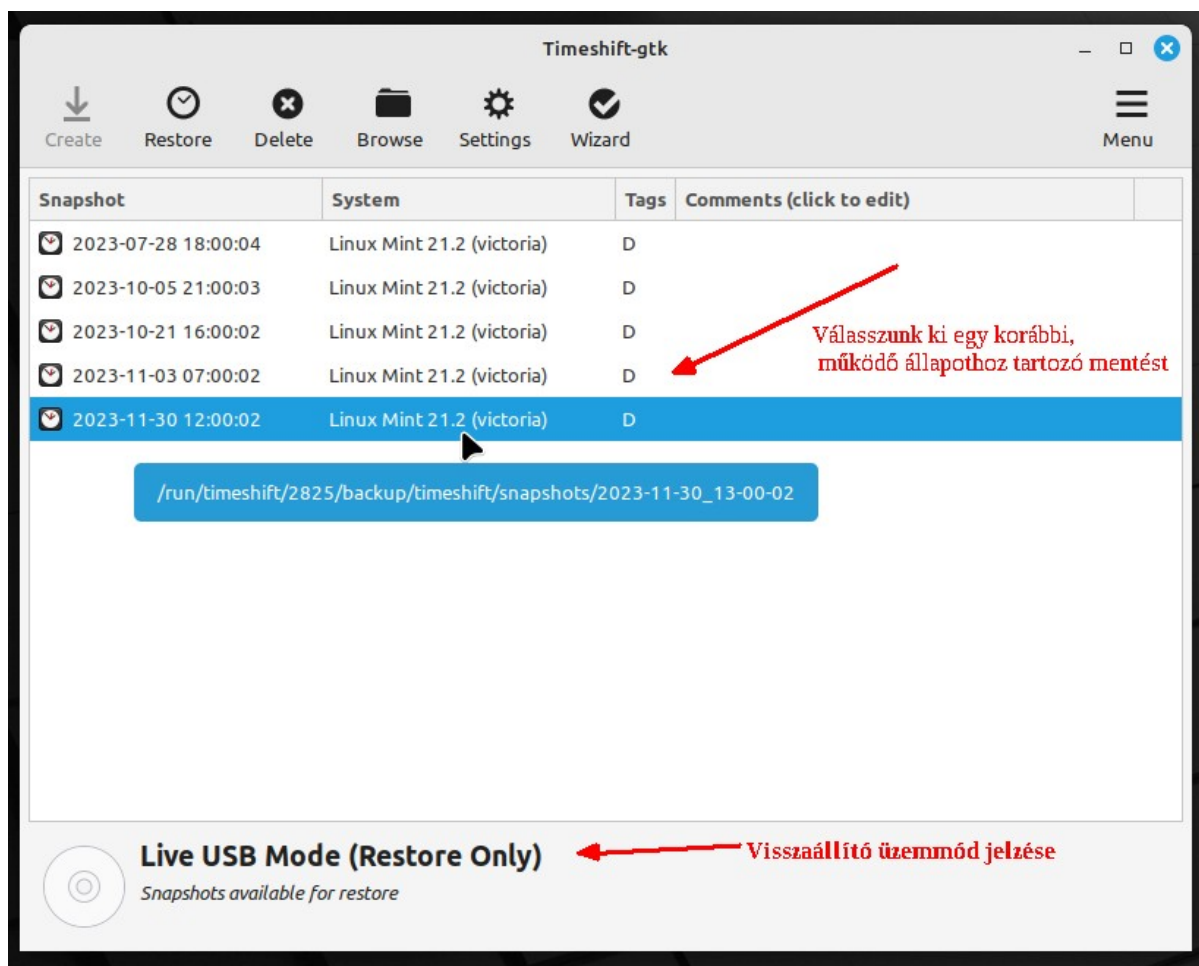 Timeshift-gtk
Create Restore Delete Browse Settings Wizard Menu
Snapshot System Tags Comments (click to edit)
2023-07-28 18:00:04 Linux Mint 21.2 (victoria) D
2023-10-05 21:00:03 Linux Mint 21.2 (victoria) D
2023-10-21 16:00:02 Linux Mint 21.2 (victoria) D
Válasszunk ki egy korábbi,
működő állapothoz tartozó mentést
2023-11-03 07:00:02 Linux Mint 21.2 (victoria) D
2023-11-30 12:00:02 Linux Mint 21.2 (victoria) D
/run/timeshift/2825/backup/timeshift/snapshots/2023-11-30_13-00-02
Live USB Mode (Restore Only)
Visszaállító üzemmód jelzése
Snapshots available for restore